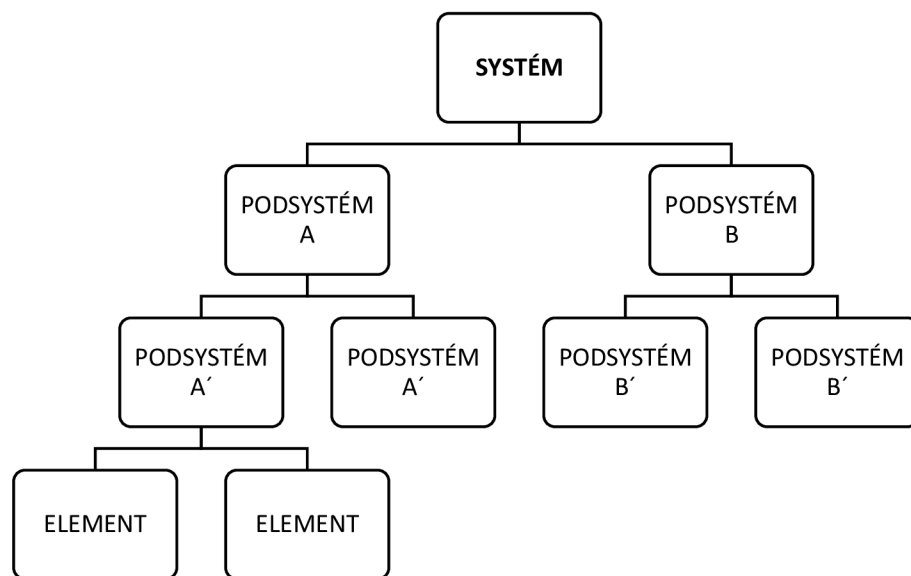 SYSTÉM
PODSYSTÉM
A
PODSYSTÉM
B
PODSYSTÉM
A´
PODSYSTÉM
A´
PODSYSTÉM
B´
PODSYSTÉM
B´
ELEMENT
ELEMENT